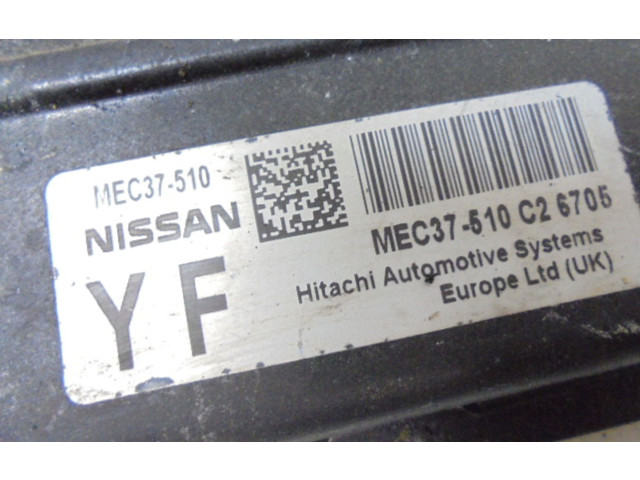 MEC37-510
NISSAN
Y F
MEC37-510 C2 6705
Hitachi Automotive Systems
Europe Ltd (UK)